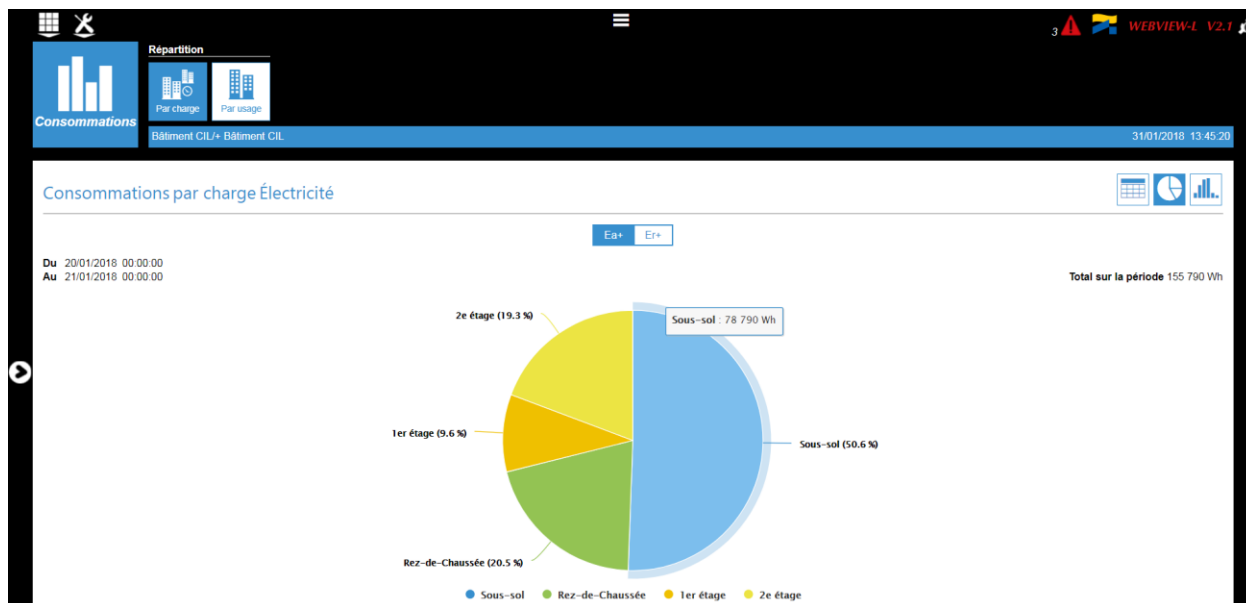 3 WEBVIEW-L V2.1
Répartition
Par charge
Par usage
Consommations
Bâtiment CIL/+ Bâtiment CIL
31/01/2018 13:45:20
Consommations par charge Électricité
Ea+
Er+
Du 20/01/2018 00:00:00
Au 21/01/2018 00:00:00
Total sur la période 155 790 Wh
2e étage (19.3 %)
Sous-sol : 78 790 Wh
1er étage (9.6 %)
Sous-sol (50.6 %)
Rez-de-Chaussée (20.5 %)
Sous-sol
Rez-de-Chaussée
1er étage
2e étage